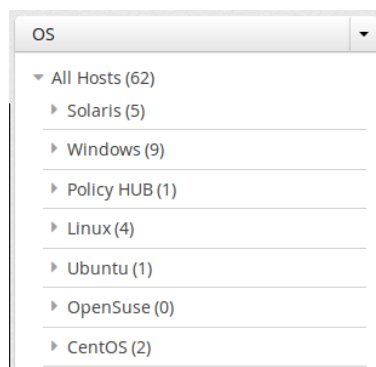 OS
All Hosts (62)
Solaris (5)
Windows (9)
Policy HUB (1)
Linux (4)
Ubuntu (1)
OpenSuse (0)
CentOS (2)